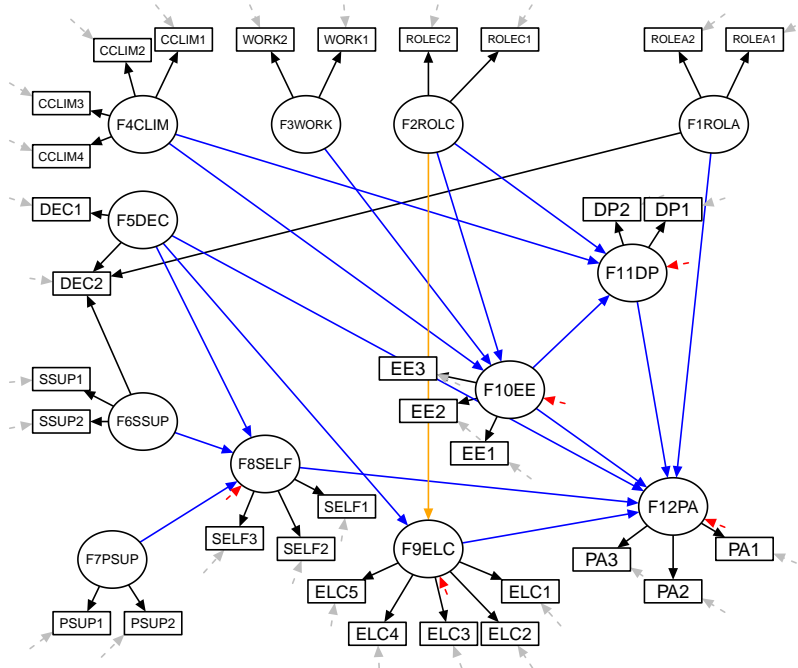 CCLIM1
WORK2
WORK1
ROLEC2
ROLEC1
ROLEA2
ROLEA1
CCLIM2
CCLIM3
F4CLIM
F3WORK
F2ROLC
F1ROLA
CCLIM4
DEC1
F5DEC
DP2
DP1
DEC2
F11DP
SSUP1
EE3
F10EE
SSUP2
F6SSUP
EE2
EE1
F8SELF
SELF1
F12PA
SELF3
SELF2
F7PSUP
F9ELC
PA3
PA1
ELC5
ELC1
PA2
PSUP1
PSUP2
ELC4
ELC3
ELC2